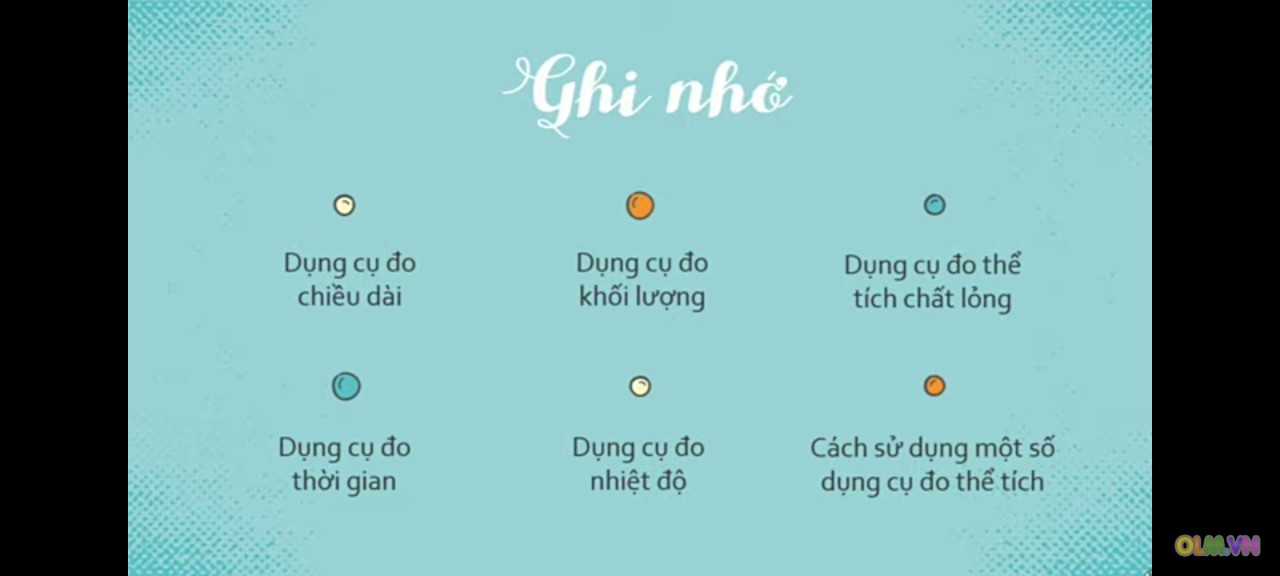 Ghi nhớ
Dụng cụ đo
chiều dài
Dụng cụ đo
khối lượng
Dụng cụ đo thể
tích chất lỏng
Dụng cụ đo
thời gian
Dụng cụ đo
nhiệt độ
Cách sử dụng một số
dụng cụ đo thể tích
OLM.VN